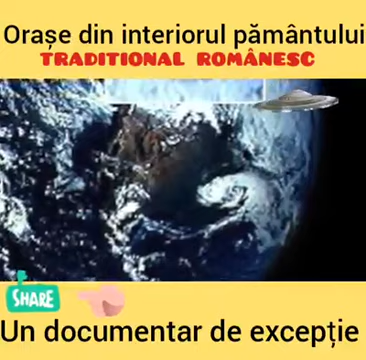 Orașe din interiorul pământului
TRADITIONAL ROMÂNESC
SHARE
Un documentar de excepție